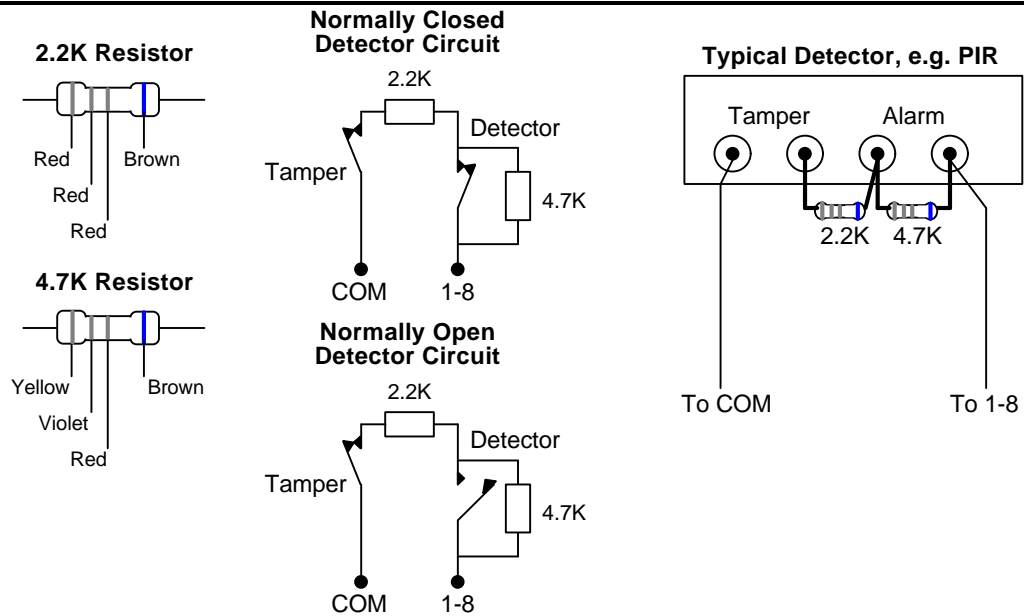 2.2K Resistor
Red
Brown
Red
Red
4.7K Resistor
Yellow
Brown
Violet
Red
Normally Closed
Detector Circuit
2.2K
Detector
Tamper
4.7K
COM
1-8
Normally Open
Detector Circuit
2.2K
Detector
Tamper
4.7K
COM
1-8
Typical Detector, e.g. PIR
Tamper
Alarm
2.2K
4.7K
To COM
To 1-8